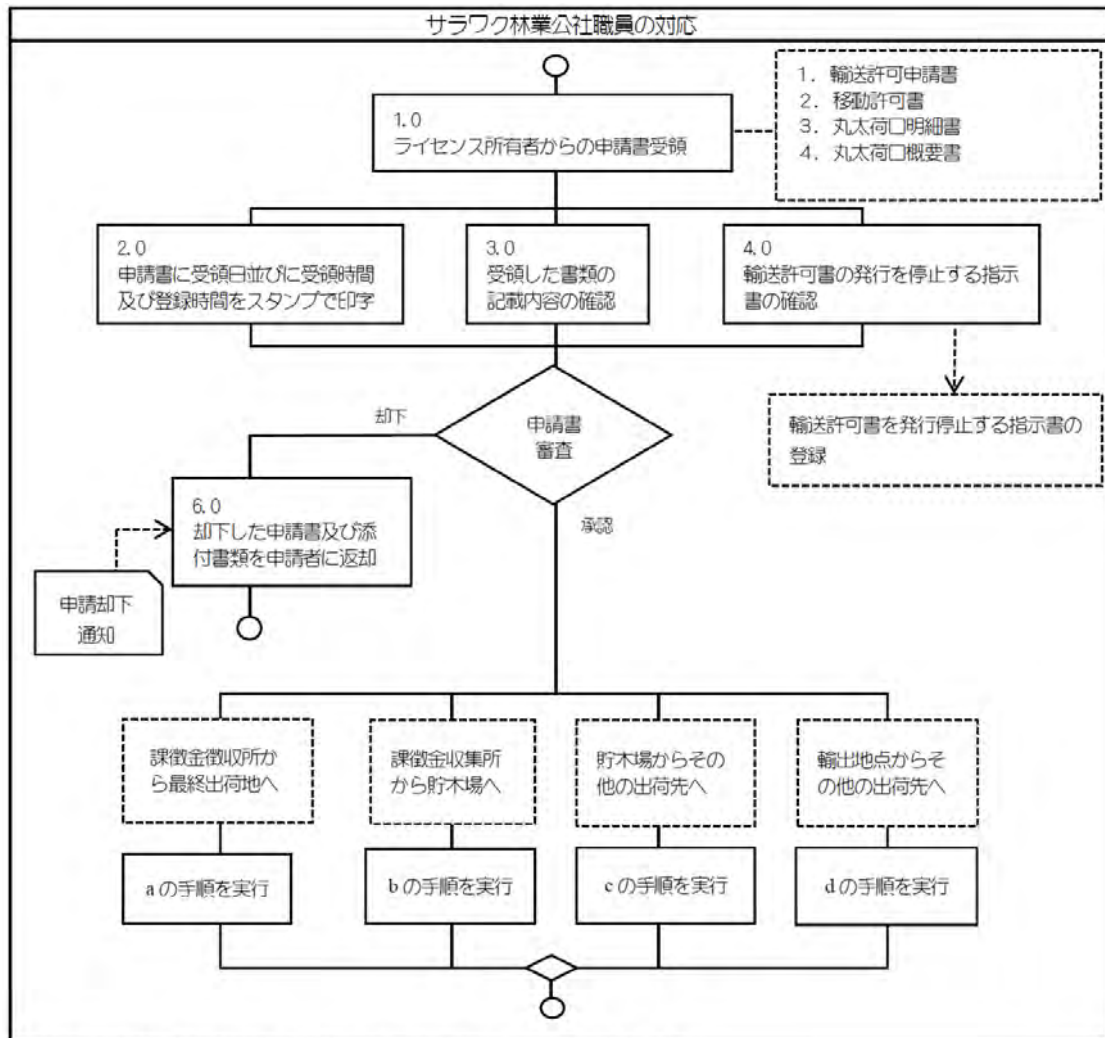 サラワク林業公社職員の対応
1.0
ライセンス所有者からの申請書受領
1. 輸送許可申請書
2. 移動許可書
3. 丸太荷口明細書
4. 丸太荷口概要書
2.0
申請書に受領日並びに受領時間
及び登録時間をスタンプで印字
3.0
受領した書類の
記載内容の確認
4.0
輸送許可書の発行を停止する指示
書の確認
却下
申請書
審査
輸送許可書を発行停止する指示書の
登録
6.0
却下した申請書及び添
付書類を申請者に返却
承認
申請却下
通知
課徴金徴収所か
ら最終出荷地へ
課徴金収集所
から貯木場へ
貯木場からその
他の出荷先へ
輸出地点からそ
の他の出荷先へ
a の手順を実行
b の手順を実行
c の手順を実行
d の手順を実行